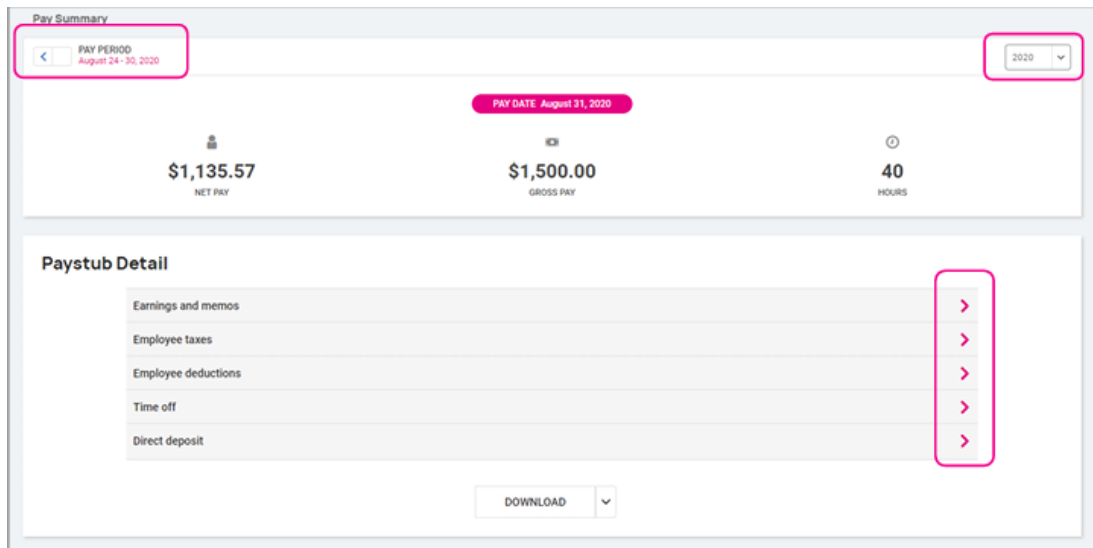 Pay Summary
PAY PERIOD
August 24 - 30, 2020
2020
PAY DATE August 31, 2020
$1,135.57
NET PAY
$1,500.00
GROSS PAY
40
HOURS
Paystub Detail
Earnings and memos
Employee taxes
Employee deductions
Time off
Direct deposit
DOWNLOAD